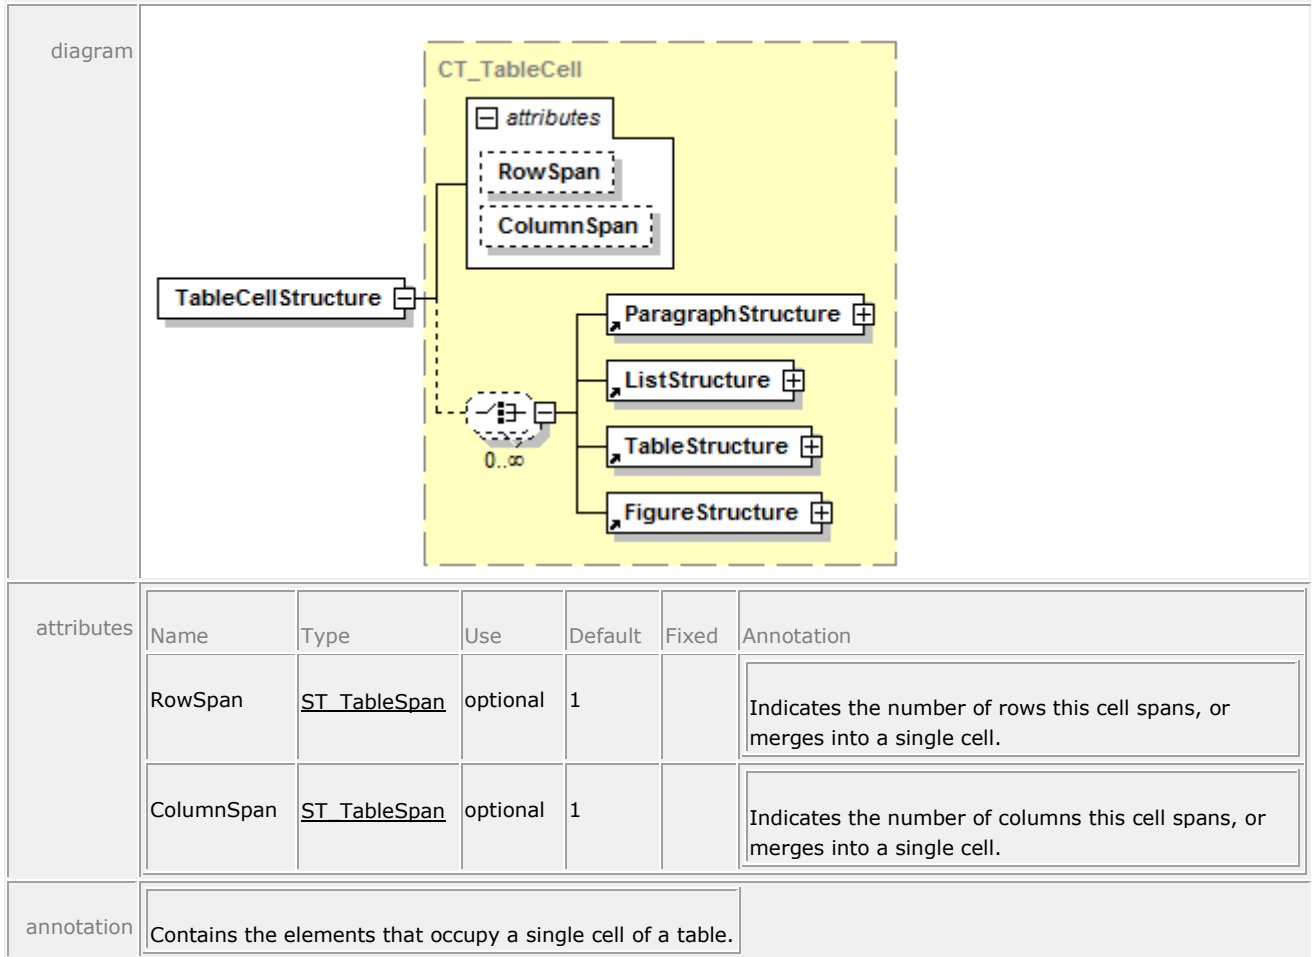 diagram
CT_TableCell
attributes
RowSpan
ColumnSpan
TableCellStructure
ParagraphStructure
ListStructure
TableStructure
FigureStructure
0..∞
attributes
Name Type Use Default Fixed Annotation
RowSpan ST_TableSpan optional 1 Indicates the number of rows this cell spans, or
merges into a single cell.
ColumnSpan ST_TableSpan optional 1 Indicates the number of columns this cell spans, or
merges into a single cell.
annotation Contains the elements that occupy a single cell of a table.